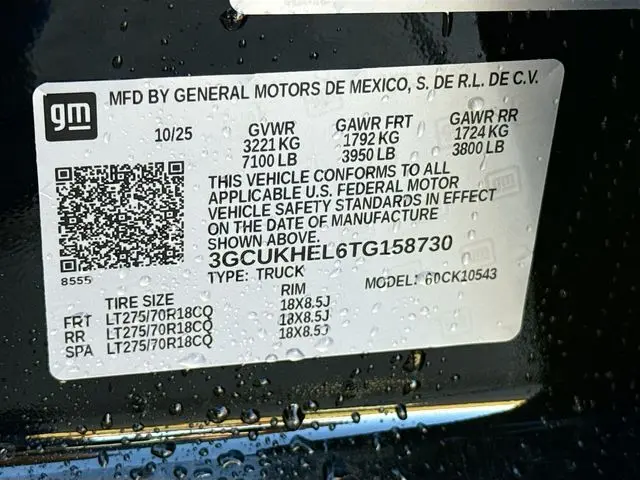 gm
MFD BY GENERAL MOTORS DE MEXICO, S. DE R.L. DE C.V.
10/25 GVWR GAWR FRT GAWR RR
3221 KG 1792 KG 1724 KG
7100 LB 3950 LB 3800 LB
THIS VEHICLE CONFORMS TO ALL
APPLICABLE U.S. FEDERAL MOTOR
VEHICLE SAFETY STANDARDS IN EFFECT
ON THE DATE OF MANUFACTURE
SHOWN ABOVE.
3GCUKHEL6TG158730
8555 TYPE: TRUCK MODEL: 60CK10543
TIRE SIZE RIM
FRT LT275/70R18CQ 18X8.5J
RR LT275/70R18CQ 18X8.5J
SPA LT275/70R18CQ 18X8.5J